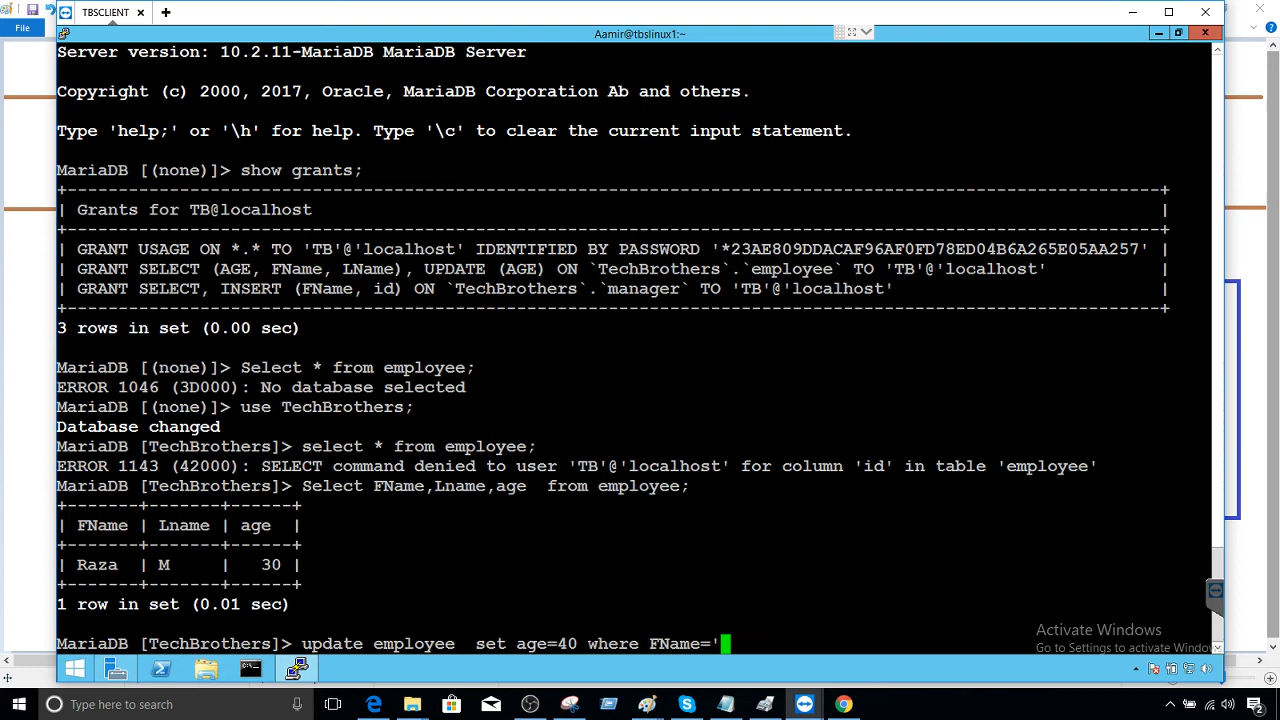 TBSCLIENT
File
Aamir@tbslinux1:~
Server version: 10.2.11-MariaDB MariaDB Server
Copyright (c) 2000, 2017, Oracle, MariaDB Corporation Ab and others.
Type 'help;' or '\h' for help. Type '\c' to clear the current input statement.
MariaDB [(none)]> show grants;
+-----------------------------------------------------------------------------------------------------------+
| Grants for TB@localhost |
+-----------------------------------------------------------------------------------------------------------+
| GRANT USAGE ON *.* TO 'TB'@'localhost' IDENTIFIED BY PASSWORD '*23AE809DDACAF96AF0FD78ED04B6A265E05AA257' |
| GRANT SELECT (AGE, FName, LName), UPDATE (AGE) ON `TechBrothers`.`employee` TO 'TB'@'localhost' |
| GRANT SELECT, INSERT (FName, id) ON `TechBrothers`.`manager` TO 'TB'@'localhost' |
+-----------------------------------------------------------------------------------------------------------+
3 rows in set (0.00 sec)
MariaDB [(none)]> Select * from employee;
ERROR 1046 (3D000): No database selected
MariaDB [(none)]> use TechBrothers;
Database changed
MariaDB [TechBrothers]> select * from employee;
ERROR 1143 (42000): SELECT command denied to user 'TB'@'localhost' for column 'id' in table 'employee'
MariaDB [TechBrothers]> Select FName,Lname,age  from employee;
+-------+-------+------+
| FName | Lname | age  |
+-------+-------+------+
| Raza  | M     |   30 |
+-------+-------+------+
1 row in set (0.01 sec)
MariaDB [TechBrothers]> update employee  set age=40 where FName='
Activate Windows
Go to Settings to activate Window
Type here to search